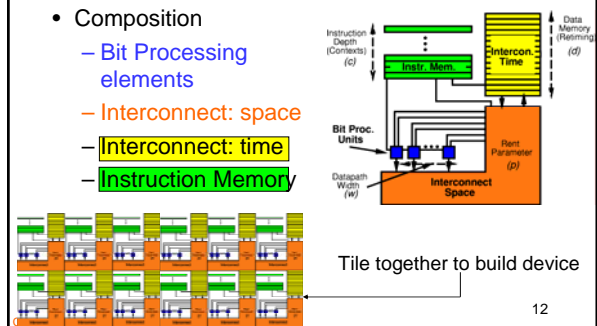 • Composition
– Bit Processing
elements
– Interconnect: space
– Interconnect: time
– Instruction Memory
Instruction
Depth
(Contexts)
(c)
Instr. Mem.
Intercon.
Time
Data
Memory
(Retiming)
(d)
Bit Proc.
Units
Rent
Parameter
(p)
Datapath
Width
(w)
Interconnect
Space
Tile together to build device
12